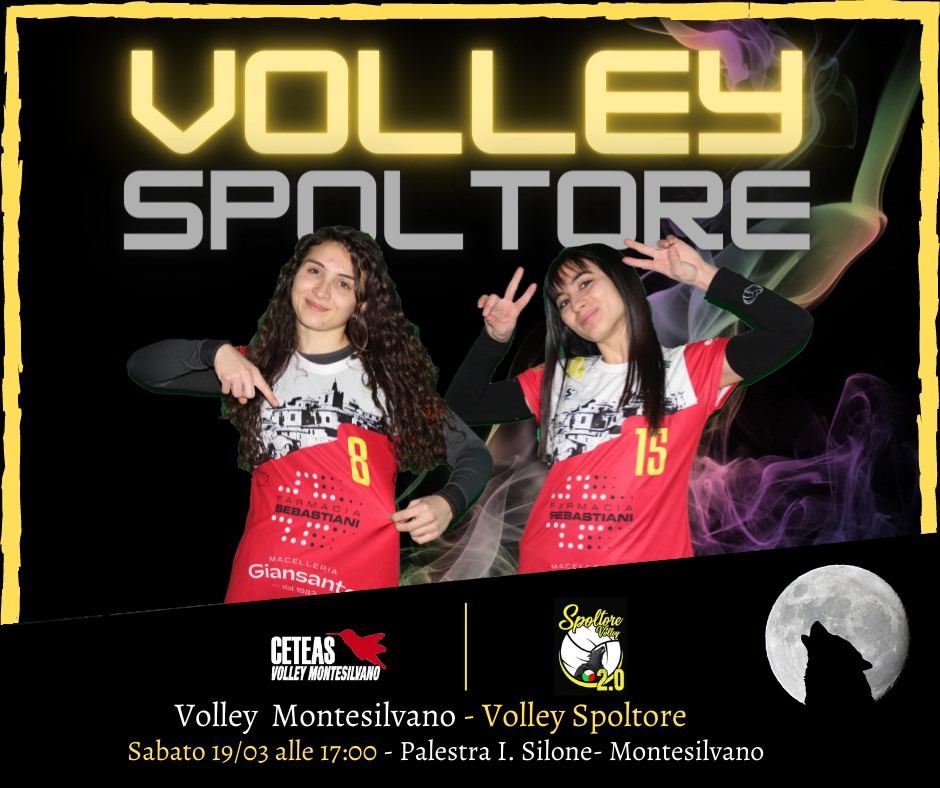 VOLLEY
SPOLTORE
8
15
FARMACIA
SEBASTIANI
MACELLERIA
Giansante
dal 1983
FARMACIA
SEBASTIANI
CETEAS
VOLLEY MONTESILVANO
Spoltore
Volley
2.0
Volley Montesilvano - Volley Spoltore
Sabato 19/03 alle 17:00 - Palestra I. Silone- Montesilvano